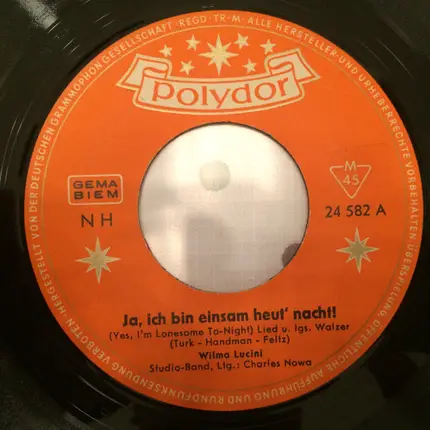 HERGESTELLT VON DER DEUTSCHEN GRAMMOPHON GESELLSCHAFT · REGD · TR · M · ALLE HERSTELLER- UND URHEBERRECHTE VORBEHALTEN · ÜBERSPIELUNG, ÖFFENTLICHE AUFFÜHRUNG UND RUNDFUNKSENDUNG VERBOTEN
Polydor
GEMA
BIEM
M
45
NH
24 582 A
Ja, ich bin einsam heut' nacht!
(Yes, I'm Lonesome To-Night) Lied u. lgs. Walzer
(Turk - Handman - Feltz)
Wilma Lucini
Studio-Band, Ltg.: Charles Nowa